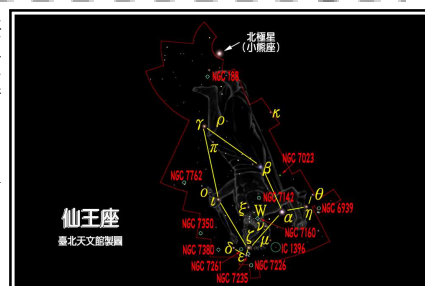 北極星
(小熊座)
NGC 188
κ
γ
ρ
π
NGC 7023
β
NGC 7762
ο
ι
NGC 7142
θ
NGC 6939
ξ
W
α
η
仙王座
NGC 7350
ν
NGC 7160
臺北天文館製圖
ζ
μ
NGC 7380
δ
ε
IC 1396
NGC 7261
NGC 7226
NGC 7235